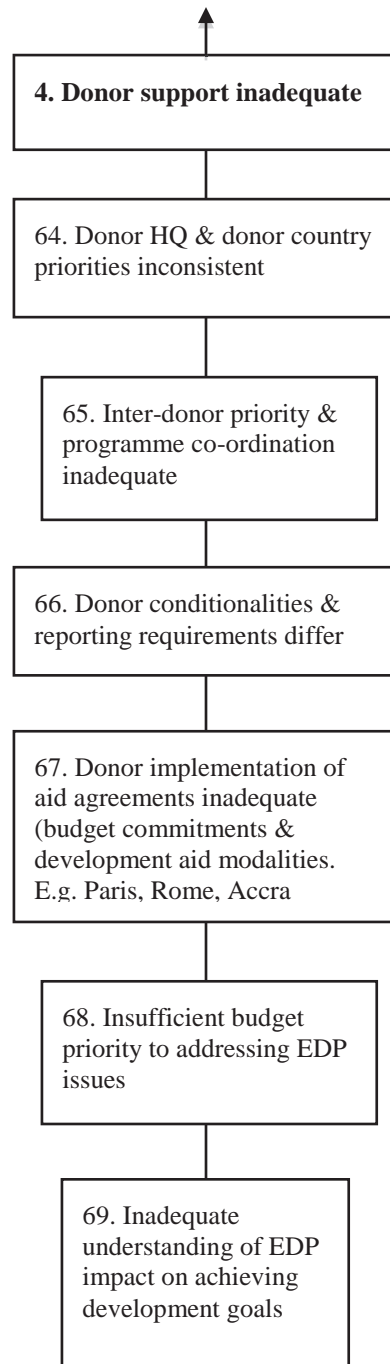 4. Donor support inadequate
64. Donor HQ & donor country
priorities inconsistent
65. Inter-donor priority &
programme co-ordination
inadequate
66. Donor conditionalities &
reporting requirements differ
67. Donor implementation of
aid agreements inadequate
(budget commitments &
development aid modalities.
E.g. Paris, Rome, Accra
68. Insufficient budget
priority to addressing EDP
issues
69. Inadequate
understanding of EDP
impact on achieving
development goals